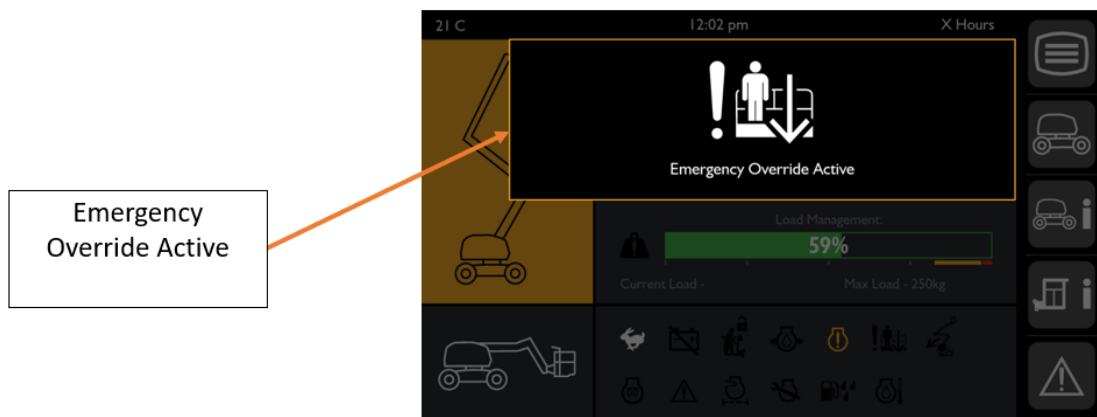 21 C 12:02 pm X Hours
Emergency Override Active
Emergency
Override Active
Load Management:
59%
Current Load - Max Load - 250kg